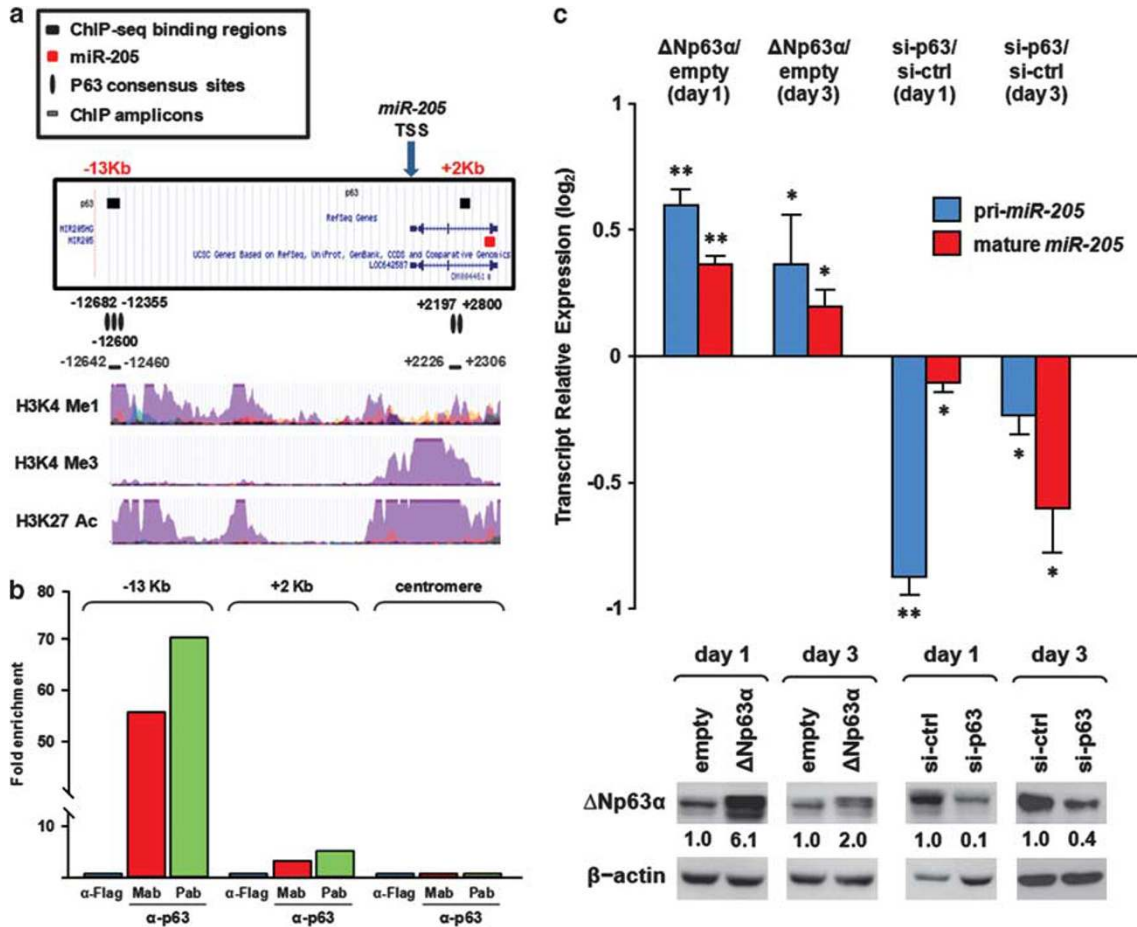 a
ChIP-seq binding regions
miR-205
P63 consensus sites
ChIP amplicons
miR-205
TSS
-13Kb
+2Kb
p63
p63
RefSeq Genes
MIR205HG
MIR205
UCSC Genes Based on RefSeq, UniProt, GenBank, CCDS and Comparative Genomics
LOC642587
-12682 -12355
+2197 +2800
-12600
-12642
-12460
+2226
+2306
H3K4 Me1
H3K4 Me3
H3K27 Ac
b
-13 Kb
+2 Kb
centromere
Fold enrichment
80
70
60
50
10
α-Flag Mab Pab α-Flag Mab Pab α-Flag Mab Pab
α-p63 α-p63 α-p63
c
ΔNp63α/
empty
(day 1)
ΔNp63α/
empty
(day 3)
si-p63/
si-ctrl
(day 1)
si-p63/
si-ctrl
(day 3)
Transcript Relative Expression (log2)
1
0.5
0
-0.5
-1
** ** * *
** * * *
pri-miR-205
mature miR-205
day 1 day 3 day 1 day 3
empty ΔNp63α empty ΔNp63α si-ctrl si-p63 si-ctrl si-p63
ΔNp63α
1.0 6.1 1.0 2.0 1.0 0.1 1.0 0.4
β-actin